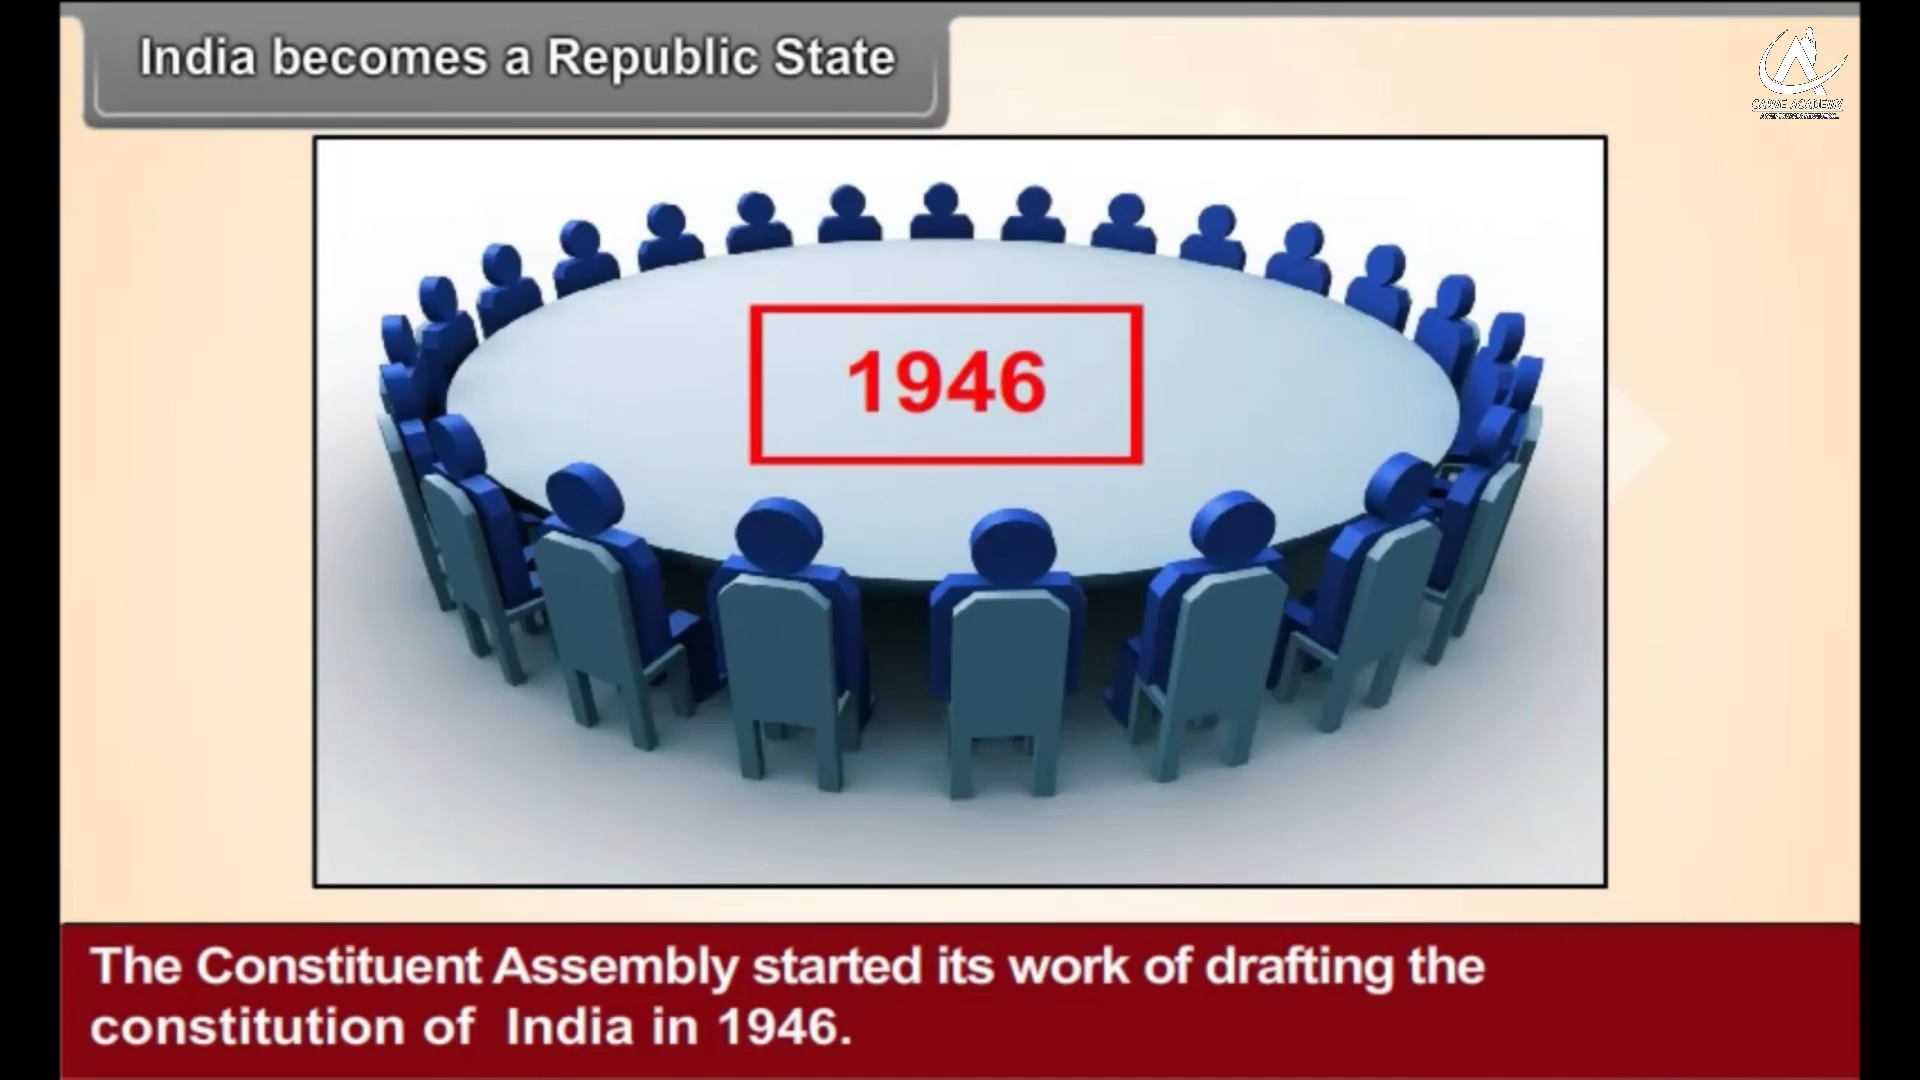 India becomes a Republic State
1946
The Constituent Assembly started its work of drafting the
constitution of India in 1946.